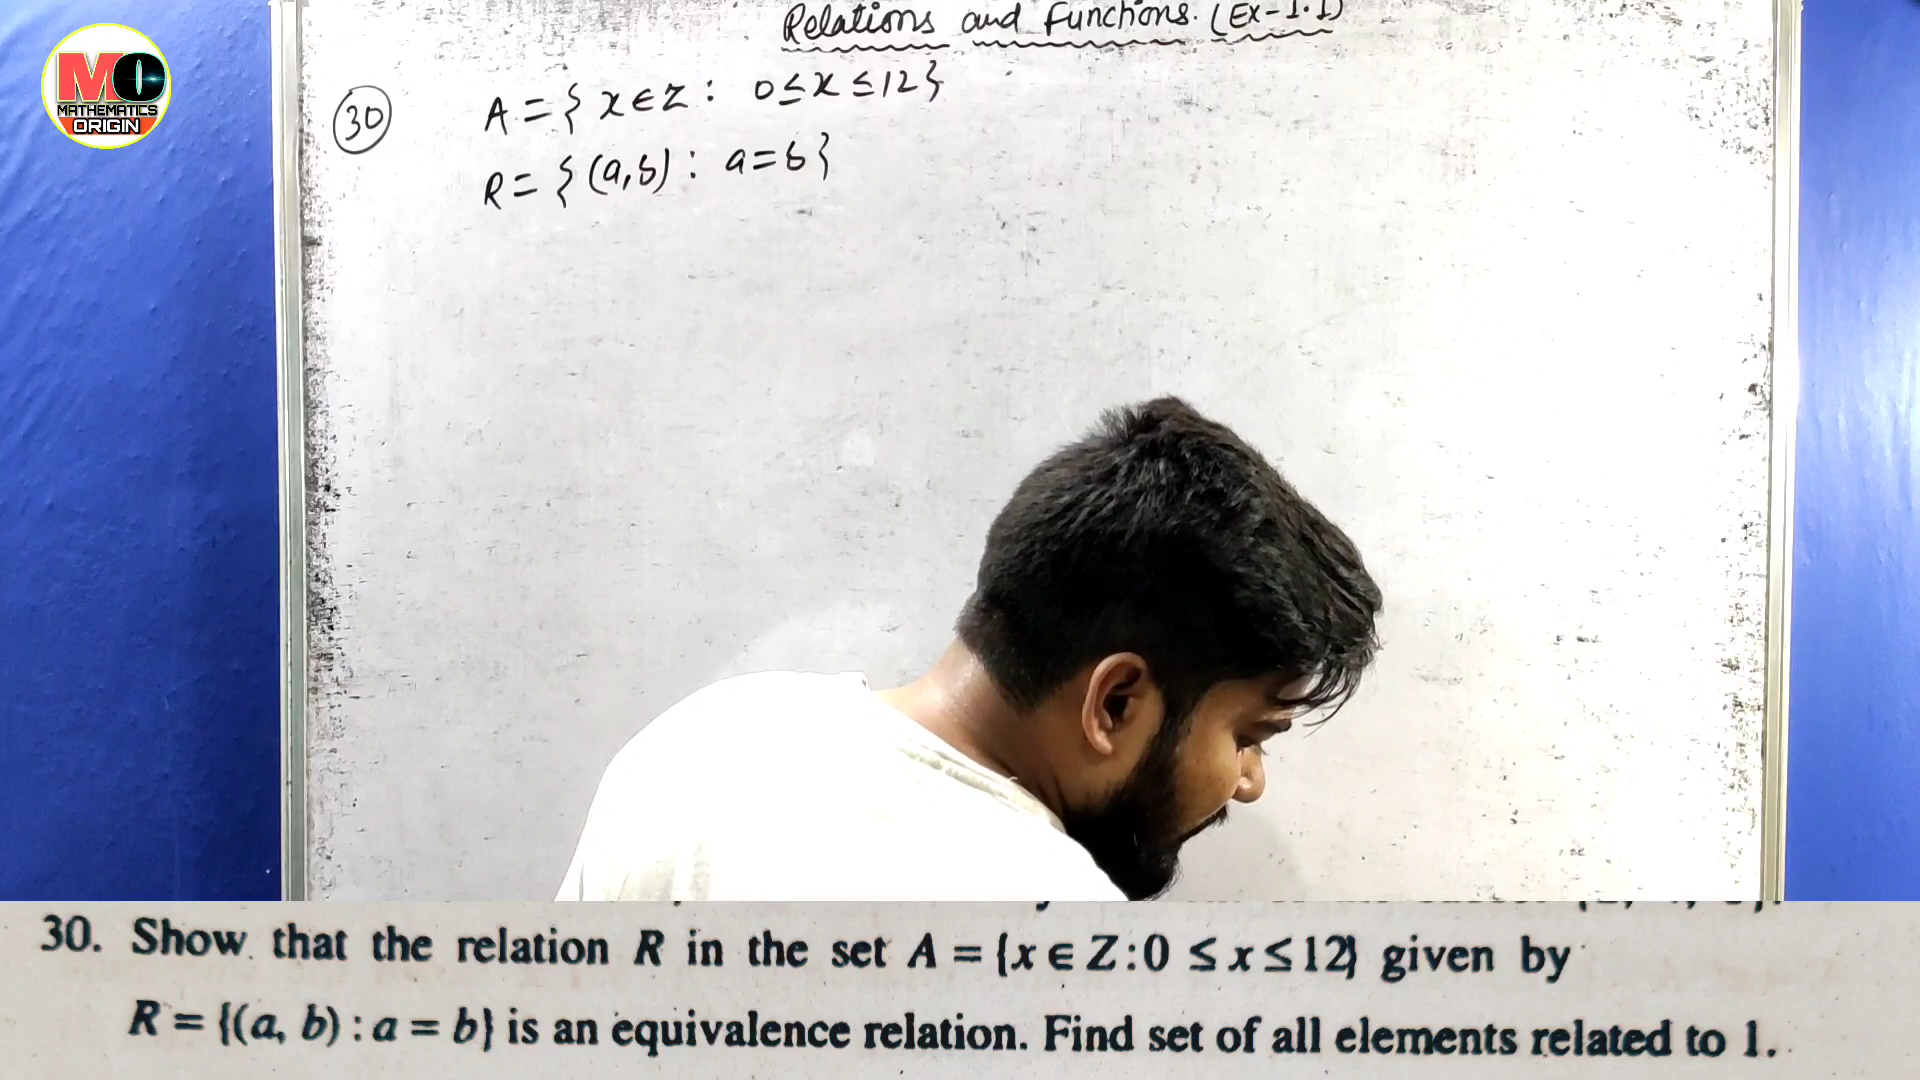 Relations and Functions. (Ex-1.1)
MO
MATHEMATICS
ORIGIN
30
A = { x ∈ Z : 0 ≤ x ≤ 12 }
R = { (a, b) : a = b }
30. Show that the relation R in the set A = {x ∈ Z : 0 ≤ x ≤ 12} given by
R = {(a, b) : a = b} is an equivalence relation. Find set of all elements related to 1.